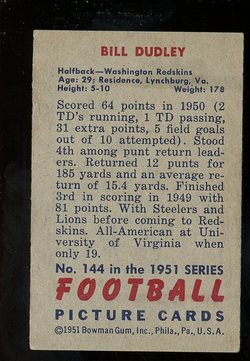 BILL DUDLEY
Halfback—Washington Redskins
Age: 29; Residence, Lynchburg, Va.
Height: 5-10 Weight: 178
Scored 64 points in 1950 (2
TD's running, 1 TD passing,
31 extra points, 5 field goals
out of 10 attempted). Stood
4th among punt return lead-
ers. Returned 12 punts for
185 yards and an average re-
turn of 15.4 yards. Finished
3rd in scoring in 1949 with
81 points. With Steelers and
Lions before coming to Red-
skins. All-American at Uni-
versity of Virginia when
only 19.
No. 144 in the 1951 SERIES
FOOTBALL
PICTURE CARDS
©1951 Bowman Gum, Inc., Phila., Pa., U. S. A.